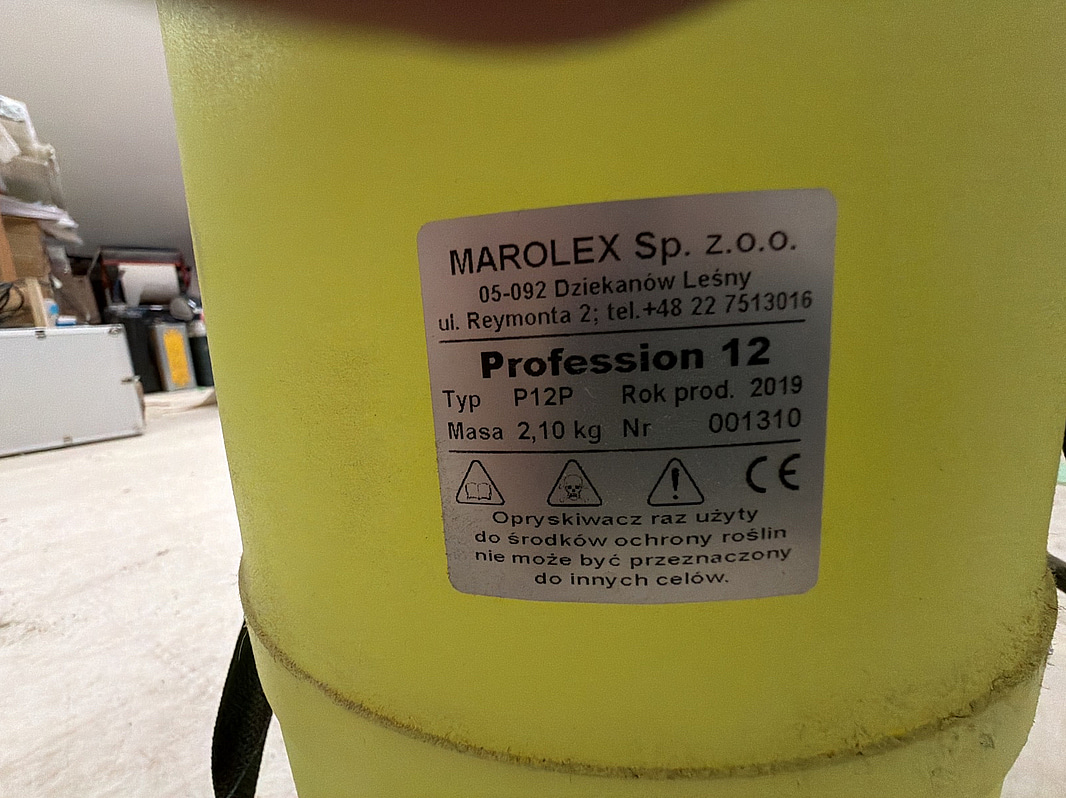 MAROLEX Sp. z.o.o.
05-092 Dziekanów Leśny
ul. Reymonta 2; tel.+48 22 7513016
Profession 12
Typ P12P Rok prod. 2019
Masa 2,10 kg Nr 001310
CE
Opryskiwacz raz użyty
do środków ochrony roślin
nie może być przeznaczony
do innych celów.